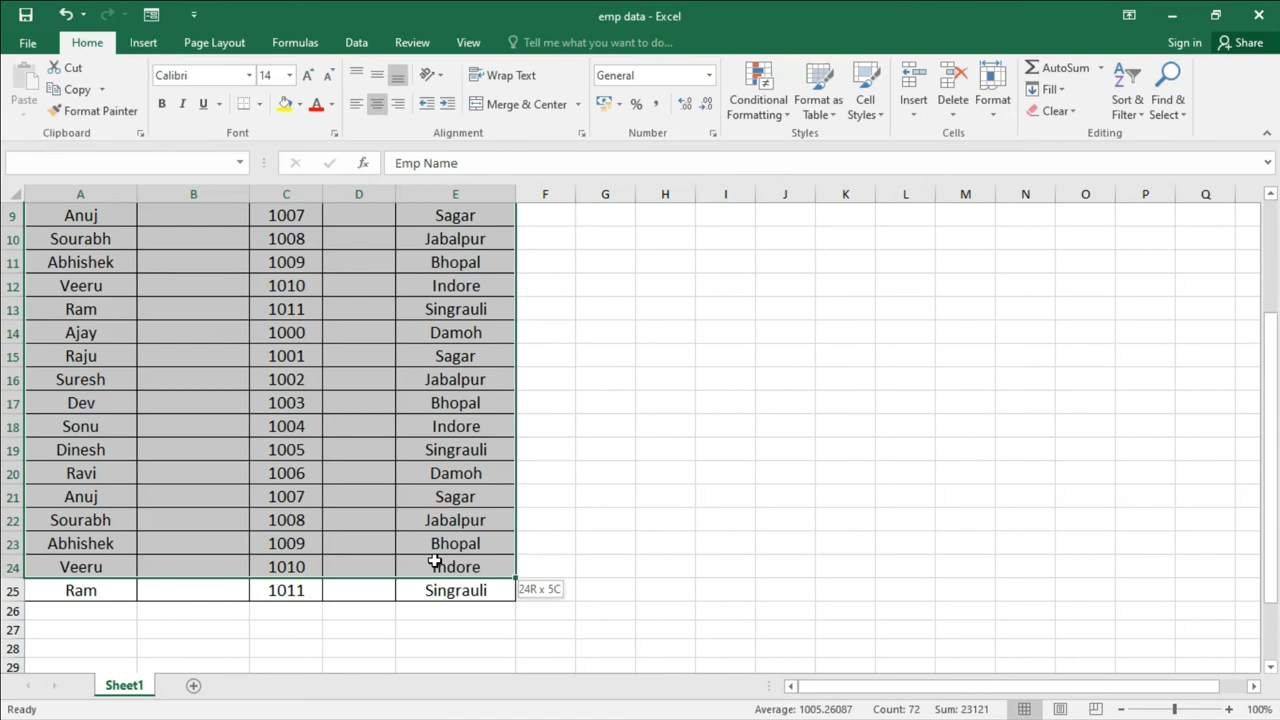 emp data - Excel
Sign in
Share
File
Home
Insert
Page Layout
Formulas
Data
Review
View
Tell me what you want to do...
Paste
Cut
Copy
Format Painter
Clipboard
Calibri
14
B I U
Font
Wrap Text
Merge & Center
Alignment
General
%
Number
Conditional Formatting
Format as Table
Cell Styles
Styles
Insert
Delete
Format
Cells
AutoSum
Fill
Clear
Sort & Filter
Find & Select
Editing
fx
Emp Name
A B C D E F G H I J K L M N O P Q
9 Anuj 1007 Sagar
10 Sourabh 1008 Jabalpur
11 Abhishek 1009 Bhopal
12 Veeru 1010 Indore
13 Ram 1011 Singrauli
14 Ajay 1000 Damoh
15 Raju 1001 Sagar
16 Suresh 1002 Jabalpur
17 Dev 1003 Bhopal
18 Sonu 1004 Indore
19 Dinesh 1005 Singrauli
20 Ravi 1006 Damoh
21 Anuj 1007 Sagar
22 Sourabh 1008 Jabalpur
23 Abhishek 1009 Bhopal
24 Veeru 1010 Indore
25 Ram 1011 Singrauli 24R x 5C
26
27
28
29
Sheet1
Ready
Average: 1005.26087
Count: 72
Sum: 23121
100%